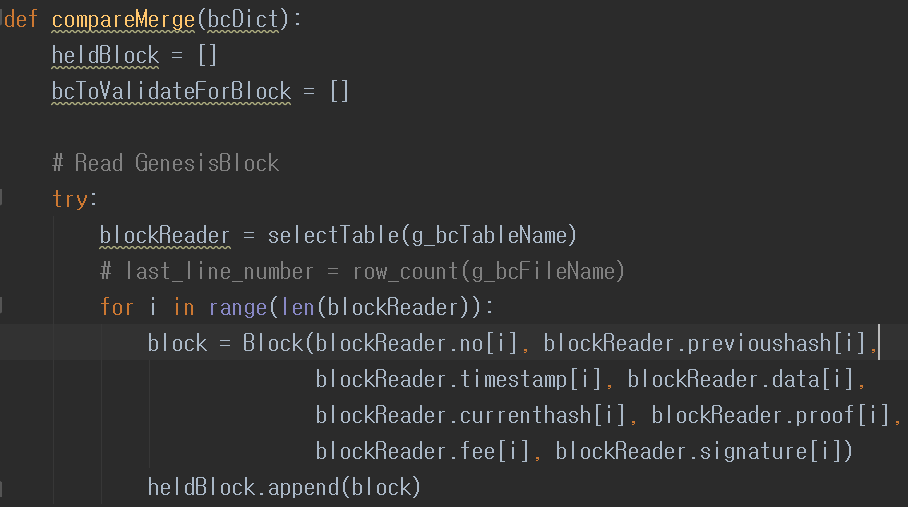 def compareMerge(bcDict):
    heldBlock = []
    bcToValidateForBlock = []

    # Read GenesisBlock
    try:
        blockReader = selectTable(g_bcTableName)
        # last_line_number = row_count(g_bcFileName)
        for i in range(len(blockReader)):
            block = Block(blockReader.no[i], blockReader.previoushash[i],
                          blockReader.timestamp[i], blockReader.data[i],
                          blockReader.currenthash[i], blockReader.proof[i],
                          blockReader.fee[i], blockReader.signature[i])
            heldBlock.append(block)